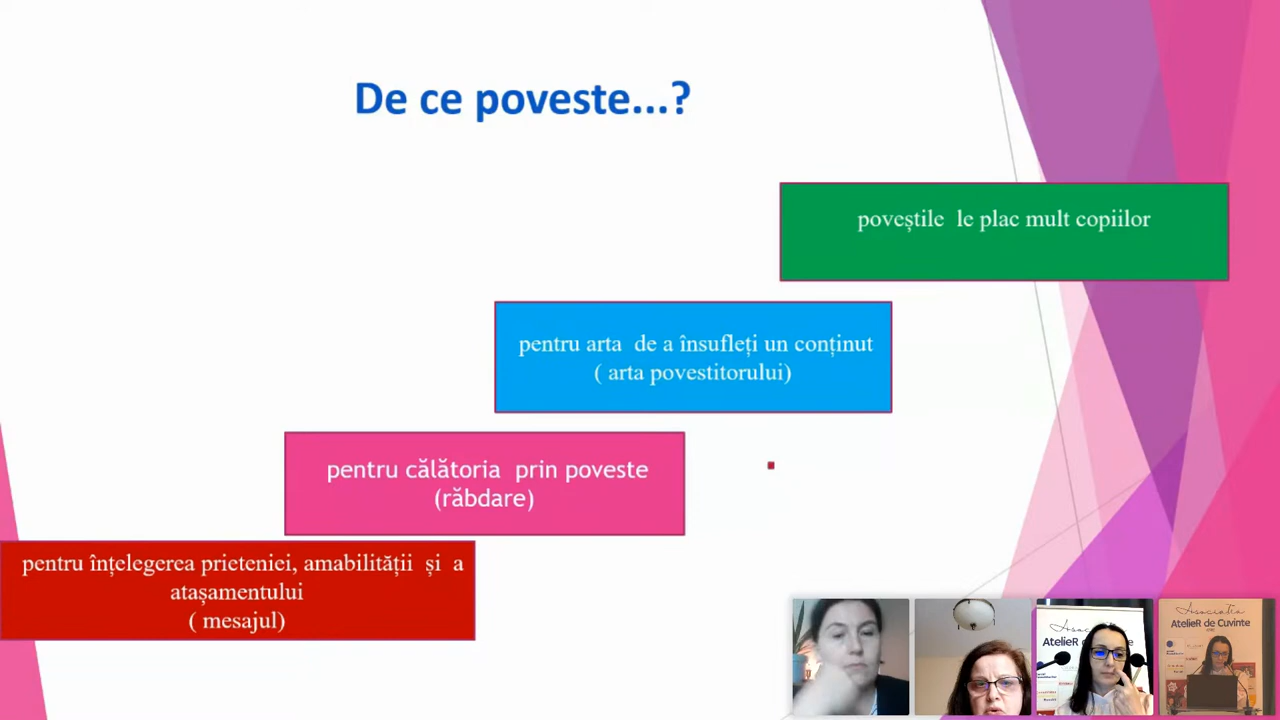 De ce poveste...?
poveștile le plac mult copiilor
pentru arta de a însufleți un conținut
( arta povestitorului)
pentru călătoria prin poveste
(răbdare)
pentru înțelegerea prieteniei, amabilității și a
atașamentului
( mesajul)
AtelieR de Cuvinte